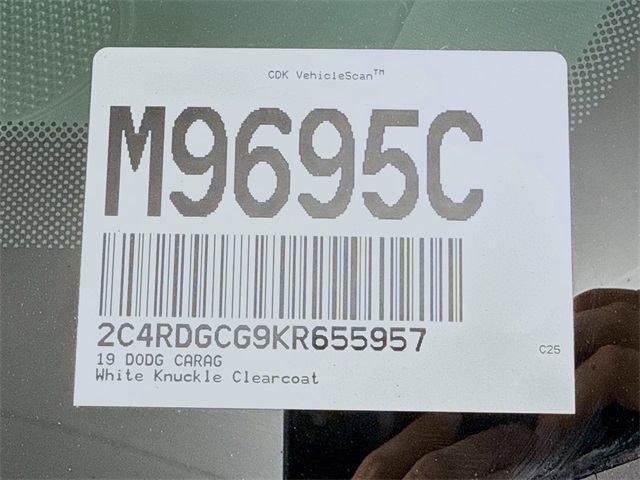 CDK VehicleScan™
M9695C
2C4RDGCG9KR655957
19 DODG CARAG
White Knuckle Clearcoat
C25